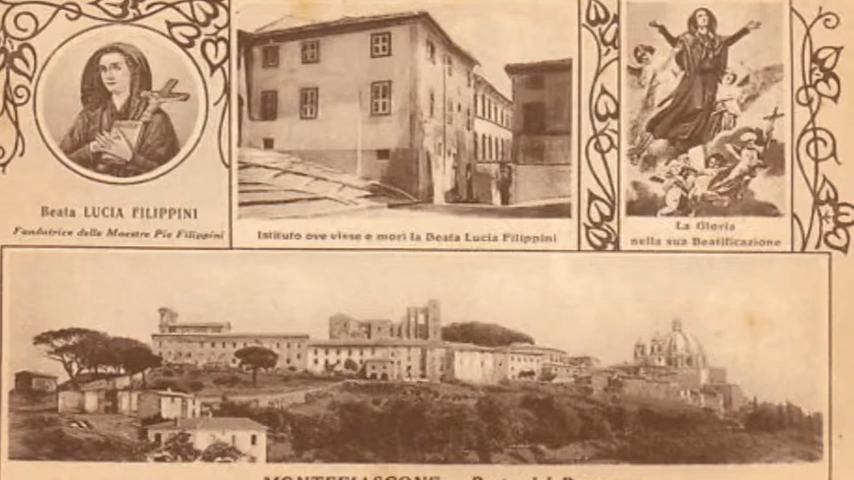 Beata LUCIA FILIPPINI
Fondatrice delle Maestre Pie Filippini
Istituto ove visse e morì la Beata Lucia Filippini
La Gloria
nella sua Beatificazione
MONTEFIASCONE